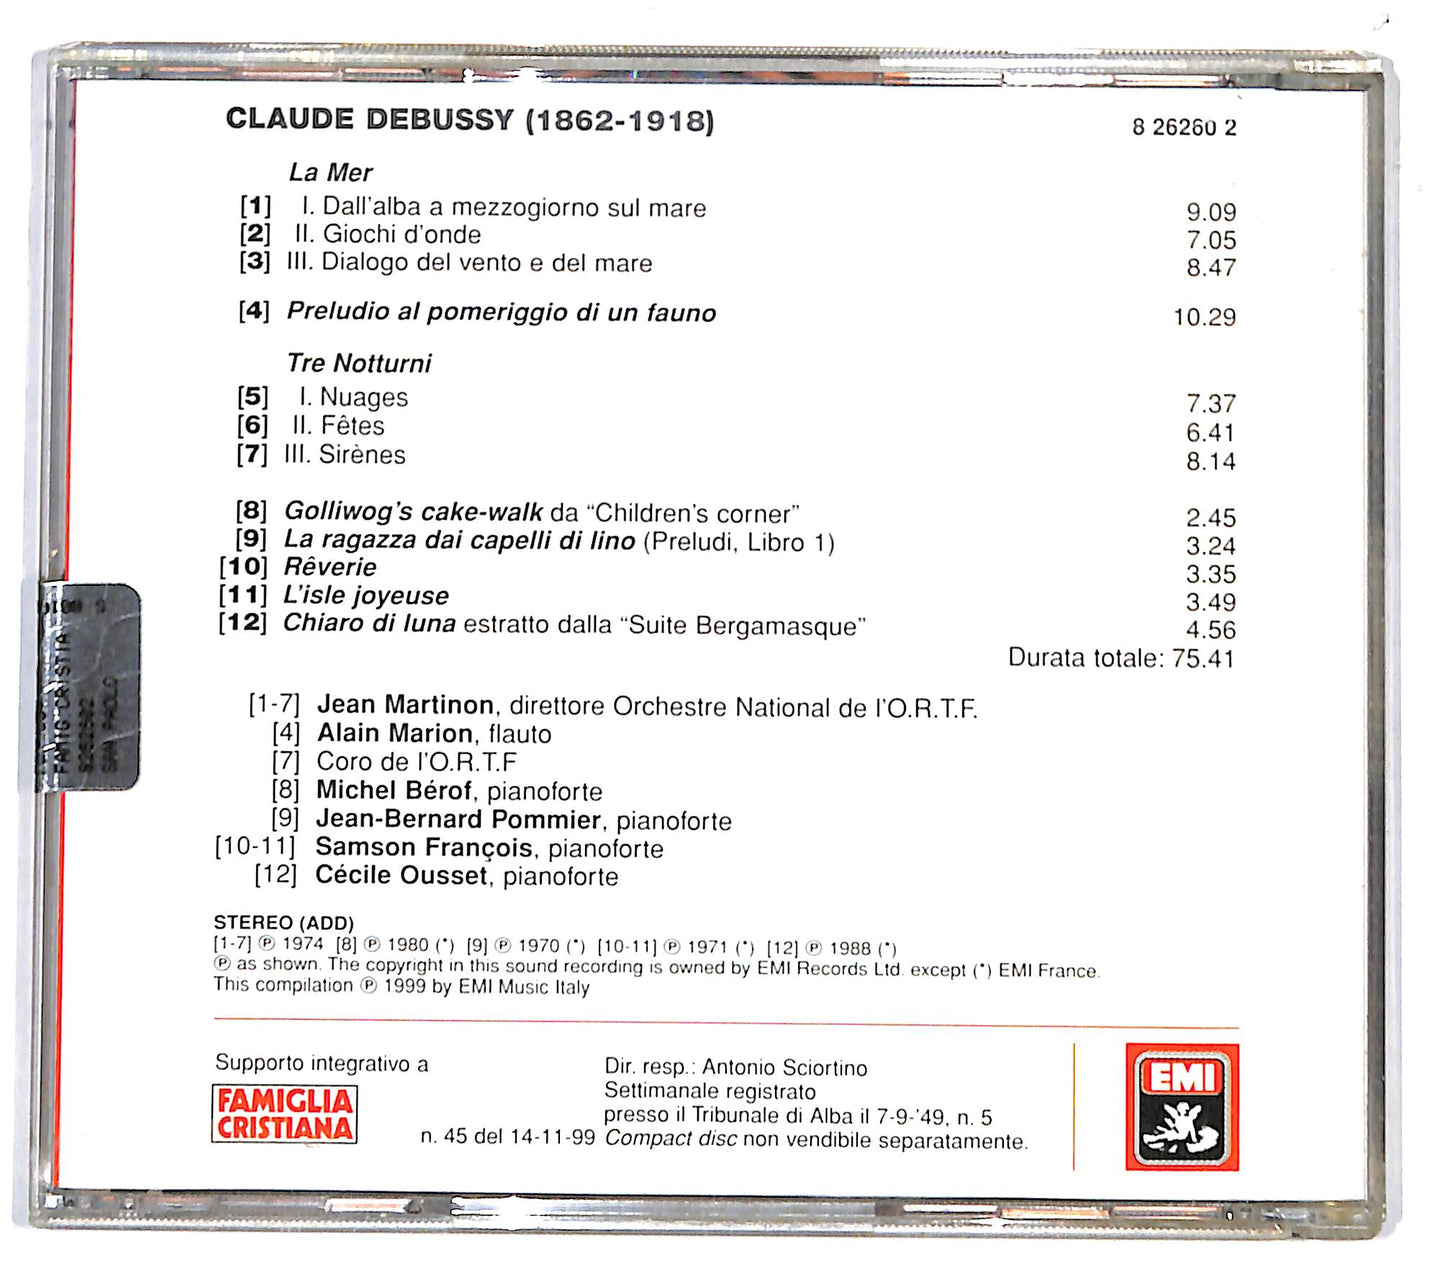 CLAUDE DEBUSSY (1862-1918) 8 26260 2
La Mer
[1] I. Dall'alba a mezzogiorno sul mare 9.09
[2] II. Giochi d'onde 7.05
[3] III. Dialogo del vento e del mare 8.47
[4] Preludio al pomeriggio di un fauno 10.29
Tre Notturni
[5] I. Nuages 7.37
[6] II. Fêtes 6.41
[7] III. Sirènes 8.14
[8] Golliwog's cake-walk da “Children's corner” 2.45
[9] La ragazza dai capelli di lino (Preludi, Libro 1) 3.24
[10] Rêverie 3.35
[11] L'isle joyeuse 3.49
[12] Chiaro di luna estratto dalla “Suite Bergamasque” 4.56
Durata totale: 75.41
[1-7] Jean Martinon, direttore Orchestre National de l'O.R.T.F.
[4] Alain Marion, flauto
[7] Coro de l'O.R.T.F
[8] Michel Bérof, pianoforte
[9] Jean-Bernard Pommier, pianoforte
[10-11] Samson François, pianoforte
[12] Cécile Ousset, pianoforte
STEREO (ADD)
[1-7] ℗ 1974 [8] ℗ 1980 (*) [9] ℗ 1970 (*) [10-11] ℗ 1971 (*) [12] ℗ 1988 (*)
℗ as shown. The copyright in this sound recording is owned by EMI Records Ltd. except (*) EMI France.
This compilation ℗ 1999 by EMI Music Italy
Supporto integrativo a
FAMIGLIA
CRISTIANA
n. 45 del 14-11-99
Dir. resp.: Antonio Sciortino
Settimanale registrato
presso il Tribunale di Alba il 7-9-'49, n. 5
Compact disc non vendibile separatamente.
EMI
SAN PAOLO